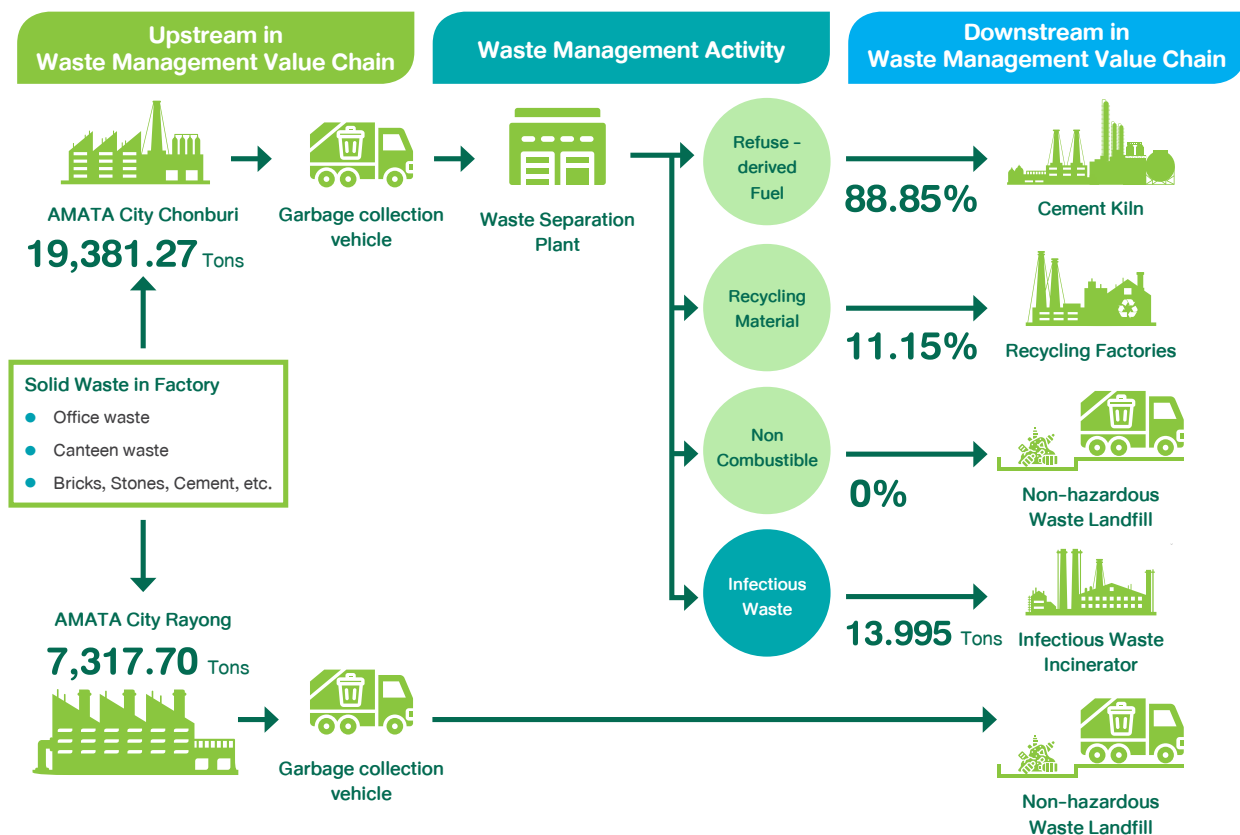 Upstream in
Waste Management Value Chain
Waste Management Activity
Downstream in
Waste Management Value Chain
AMATA City Chonburi
19,381.27 Tons
Garbage collection
vehicle
Waste Separation
Plant
Refuse -
derived
Fuel
88.85%
Cement Kiln
Recycling
Material
11.15%
Recycling Factories
Solid Waste in Factory
Office waste
Canteen waste
Bricks, Stones, Cement, etc.
Non
Combustible
0%
Non-hazardous
Waste Landfill
Infectious
Waste
13.995 Tons
Infectious Waste
Incinerator
AMATA City Rayong
7,317.70 Tons
Garbage collection
vehicle
Non-hazardous
Waste Landfill